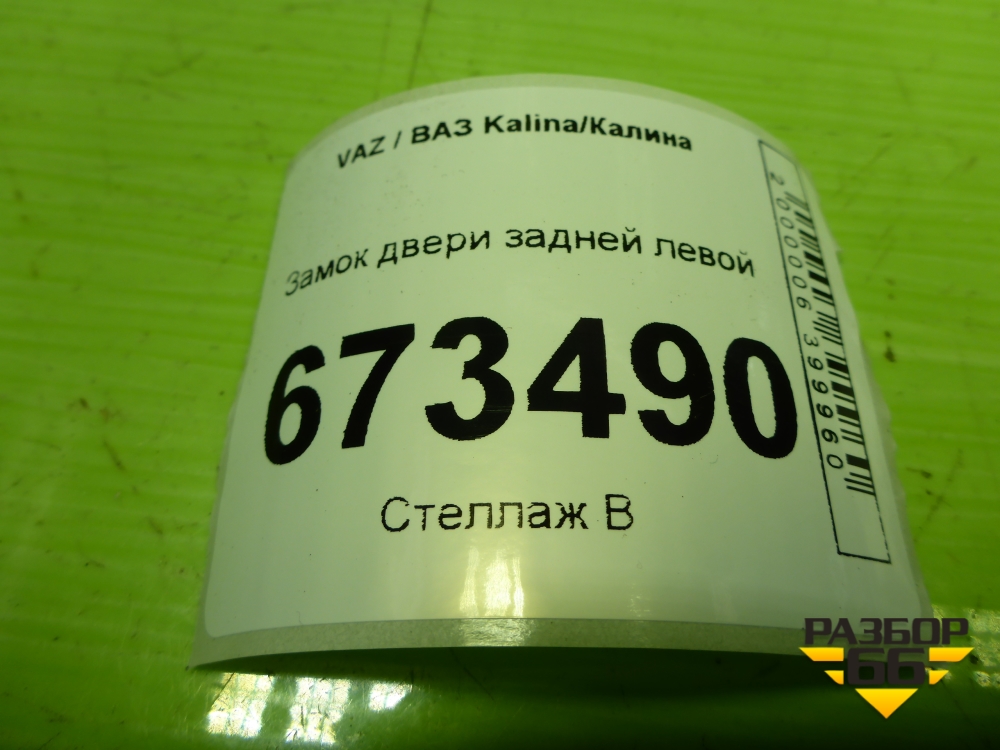 VAZ / ВАЗ Kalina/Калина
Замок двери задней левой
673490
Стеллаж В
2000006399960
РАЗБОР
66